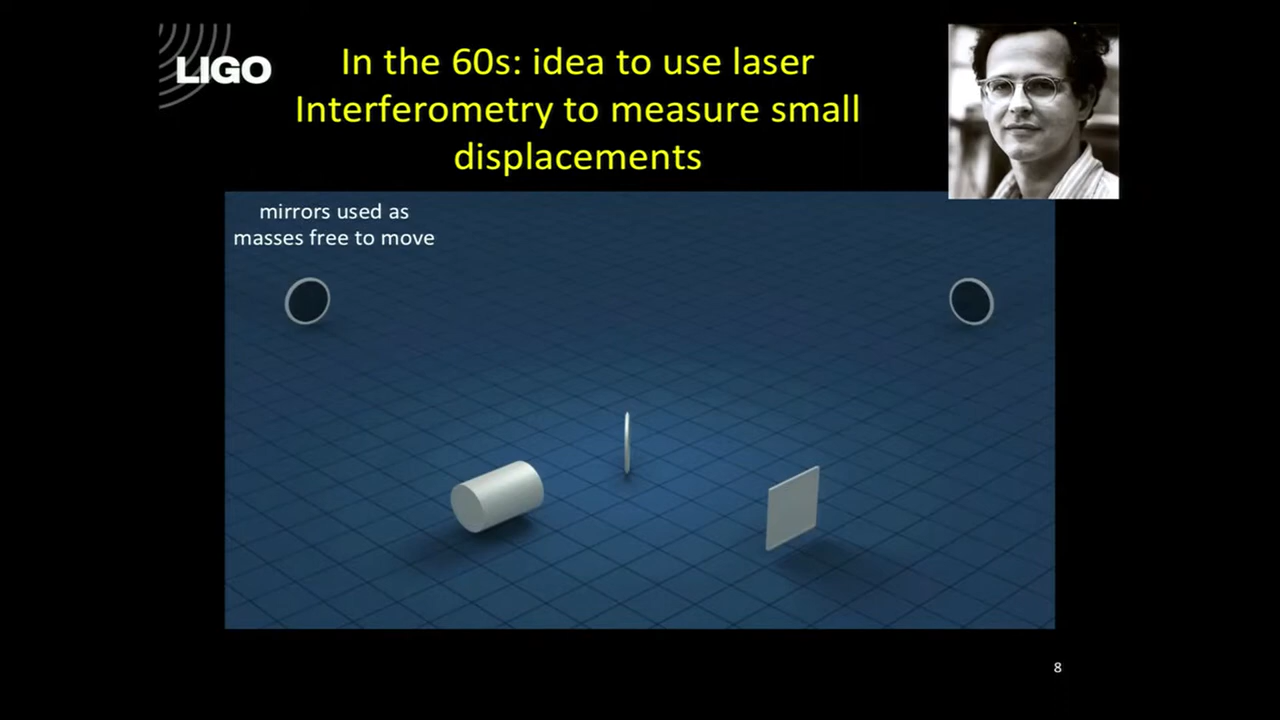 LIGO
In the 60s: idea to use laser
Interferometry to measure small
displacements
mirrors used as
masses free to move
8